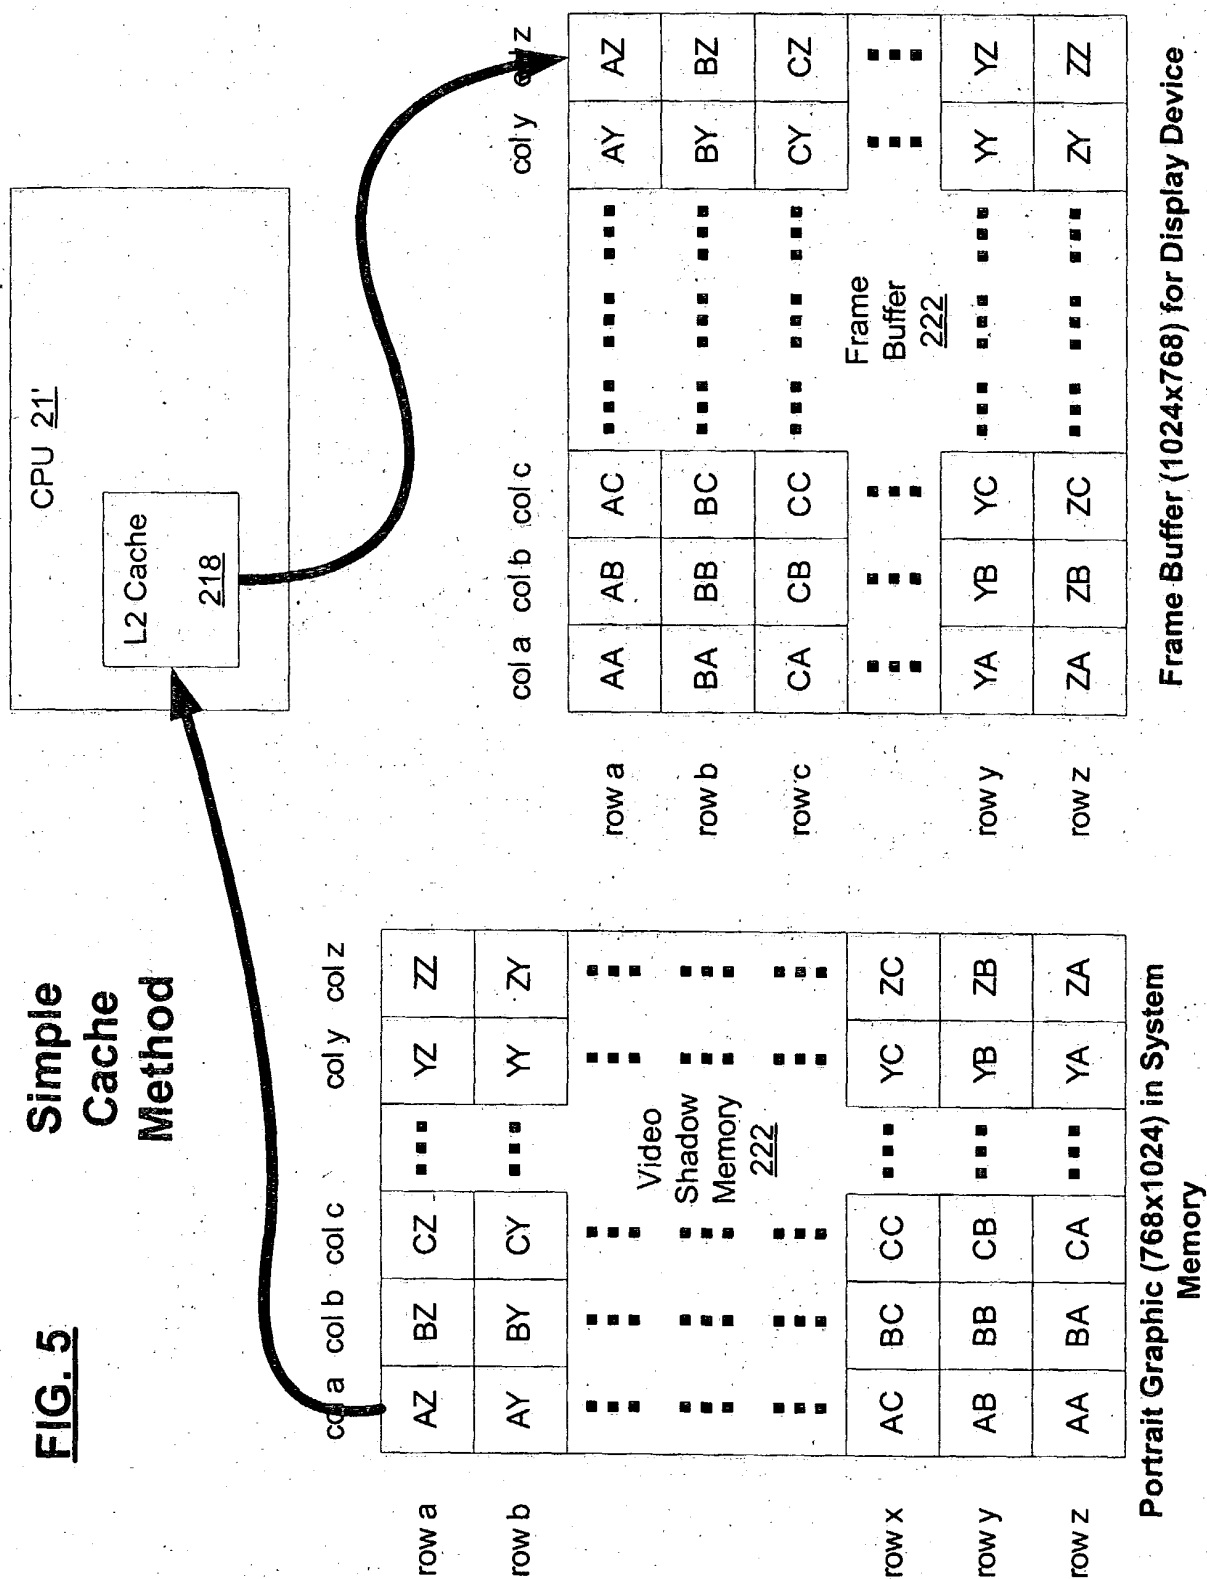 FIG. 5
Simple
Cache
Method
CPU 21'
L2 Cache
218
col a col b col c col y col z
row a AZ BZ CZ ▪▪▪ YZ ZZ
row b AY BY CY ▪▪▪ YY ZY
Video
Shadow
Memory
222
row x AC BC CC ▪▪▪ YC ZC
row y AB BB CB ▪▪▪ YB ZB
row z AA BA CA ▪▪▪ YA ZA
Portrait Graphic (768x1024) in System
Memory
col a col b col c col y col z
row a AA AB AC ▪▪▪ ▪▪▪ ▪▪▪ AY AZ
row b BA BB BC ▪▪▪ ▪▪▪ ▪▪▪ BY BZ
row c CA CB CC ▪▪▪ ▪▪▪ ▪▪▪ CY CZ
Frame
Buffer
222
row y YA YB YC ▪▪▪ ▪▪▪ ▪▪▪ YY YZ
row z ZA ZB ZC ▪▪▪ ▪▪▪ ▪▪▪ ZY ZZ
Frame Buffer (1024x768) for Display Device